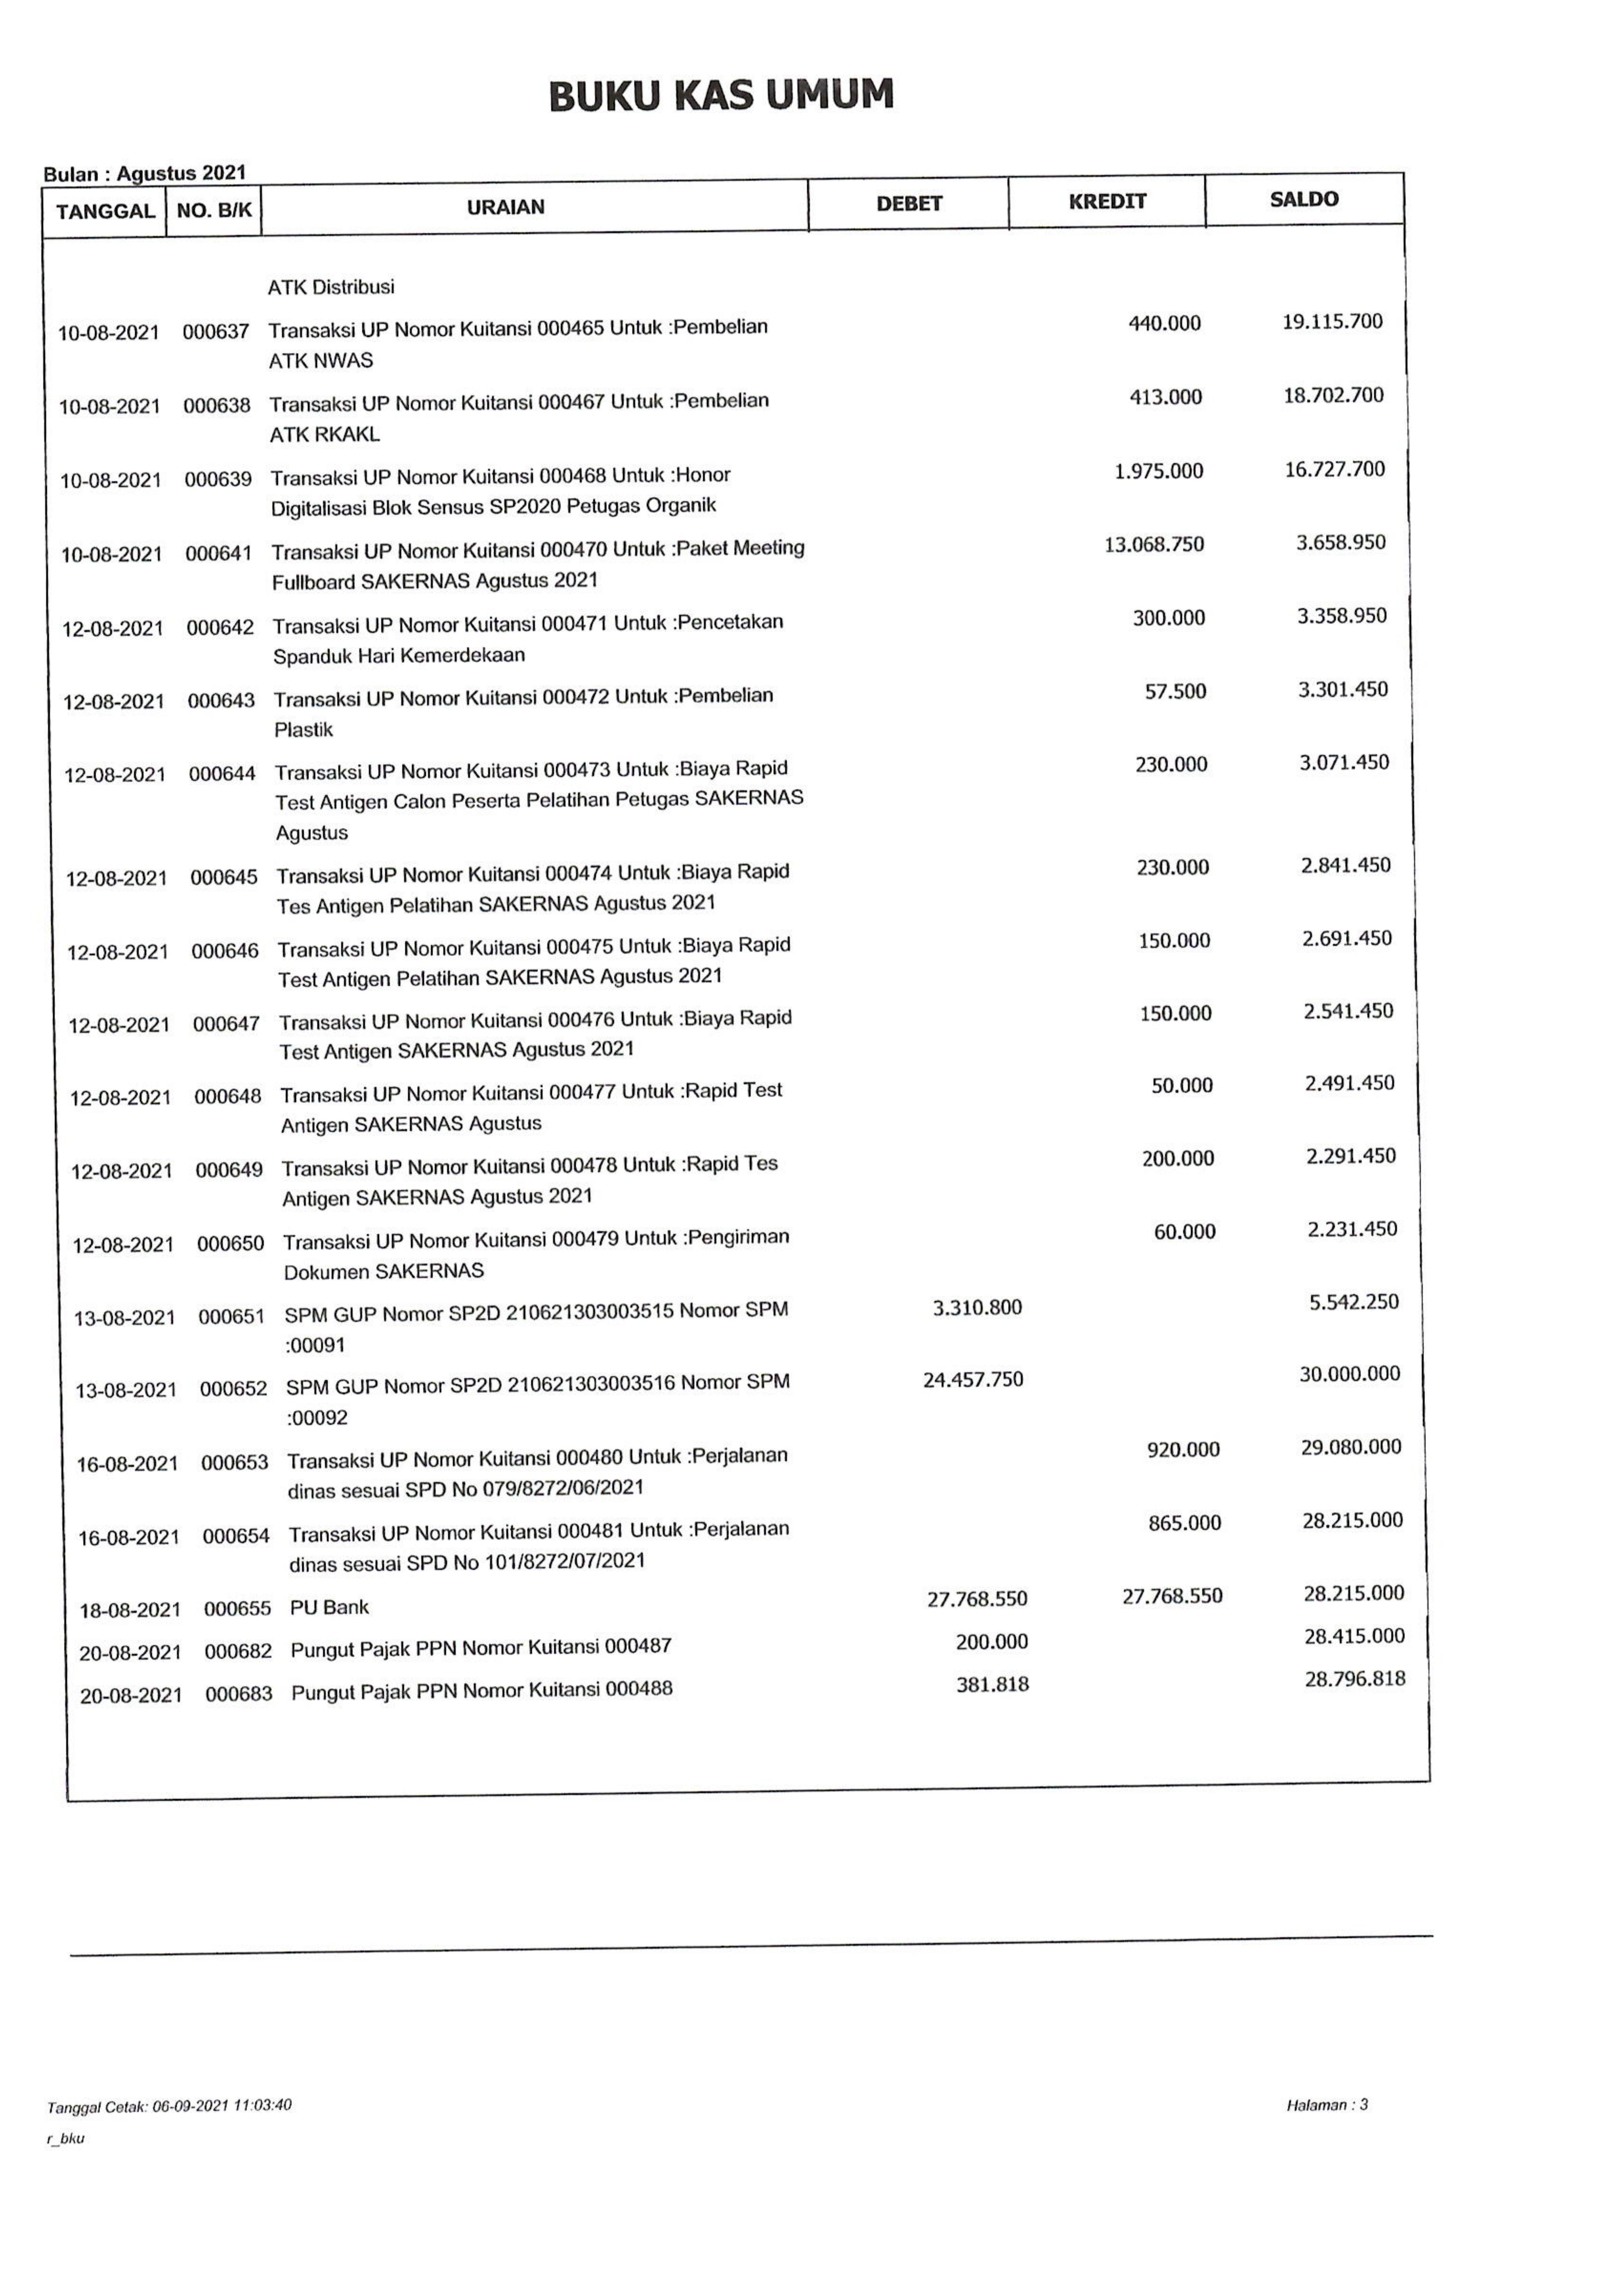 BUKU KAS UMUM
Bulan : Agustus 2021
TANGGAL NO. B/K URAIAN DEBET KREDIT SALDO
ATK Distribusi
10-08-2021 000637 Transaksi UP Nomor Kuitansi 000465 Untuk :Pembelian 440.000 19.115.700
ATK NWAS
10-08-2021 000638 Transaksi UP Nomor Kuitansi 000467 Untuk :Pembelian 413.000 18.702.700
ATK RKAKL
10-08-2021 000639 Transaksi UP Nomor Kuitansi 000468 Untuk :Honor 1.975.000 16.727.700
Digitalisasi Blok Sensus SP2020 Petugas Organik
10-08-2021 000641 Transaksi UP Nomor Kuitansi 000470 Untuk :Paket Meeting 13.068.750 3.658.950
Fullboard SAKERNAS Agustus 2021
12-08-2021 000642 Transaksi UP Nomor Kuitansi 000471 Untuk :Pencetakan 300.000 3.358.950
Spanduk Hari Kemerdekaan
12-08-2021 000643 Transaksi UP Nomor Kuitansi 000472 Untuk :Pembelian 57.500 3.301.450
Plastik
12-08-2021 000644 Transaksi UP Nomor Kuitansi 000473 Untuk :Biaya Rapid 230.000 3.071.450
Test Antigen Calon Peserta Pelatihan Petugas SAKERNAS
Agustus
12-08-2021 000645 Transaksi UP Nomor Kuitansi 000474 Untuk :Biaya Rapid 230.000 2.841.450
Tes Antigen Pelatihan SAKERNAS Agustus 2021
12-08-2021 000646 Transaksi UP Nomor Kuitansi 000475 Untuk :Biaya Rapid 150.000 2.691.450
Test Antigen Pelatihan SAKERNAS Agustus 2021
12-08-2021 000647 Transaksi UP Nomor Kuitansi 000476 Untuk :Biaya Rapid 150.000 2.541.450
Test Antigen SAKERNAS Agustus 2021
12-08-2021 000648 Transaksi UP Nomor Kuitansi 000477 Untuk :Rapid Test 50.000 2.491.450
Antigen SAKERNAS Agustus
12-08-2021 000649 Transaksi UP Nomor Kuitansi 000478 Untuk :Rapid Tes 200.000 2.291.450
Antigen SAKERNAS Agustus 2021
12-08-2021 000650 Transaksi UP Nomor Kuitansi 000479 Untuk :Pengiriman 60.000 2.231.450
Dokumen SAKERNAS
13-08-2021 000651 SPM GUP Nomor SP2D 210621303003515 Nomor SPM 3.310.800 5.542.250
:00091
13-08-2021 000652 SPM GUP Nomor SP2D 210621303003516 Nomor SPM 24.457.750 30.000.000
:00092
16-08-2021 000653 Transaksi UP Nomor Kuitansi 000480 Untuk :Perjalanan 920.000 29.080.000
dinas sesuai SPD No 079/8272/06/2021
16-08-2021 000654 Transaksi UP Nomor Kuitansi 000481 Untuk :Perjalanan 865.000 28.215.000
dinas sesuai SPD No 101/8272/07/2021
18-08-2021 000655 PU Bank 27.768.550 27.768.550 28.215.000
20-08-2021 000682 Pungut Pajak PPN Nomor Kuitansi 000487 200.000 28.415.000
20-08-2021 000683 Pungut Pajak PPN Nomor Kuitansi 000488 381.818 28.796.818
Tanggal Cetak: 06-09-2021 11:03:40 Halaman : 3
r_bku